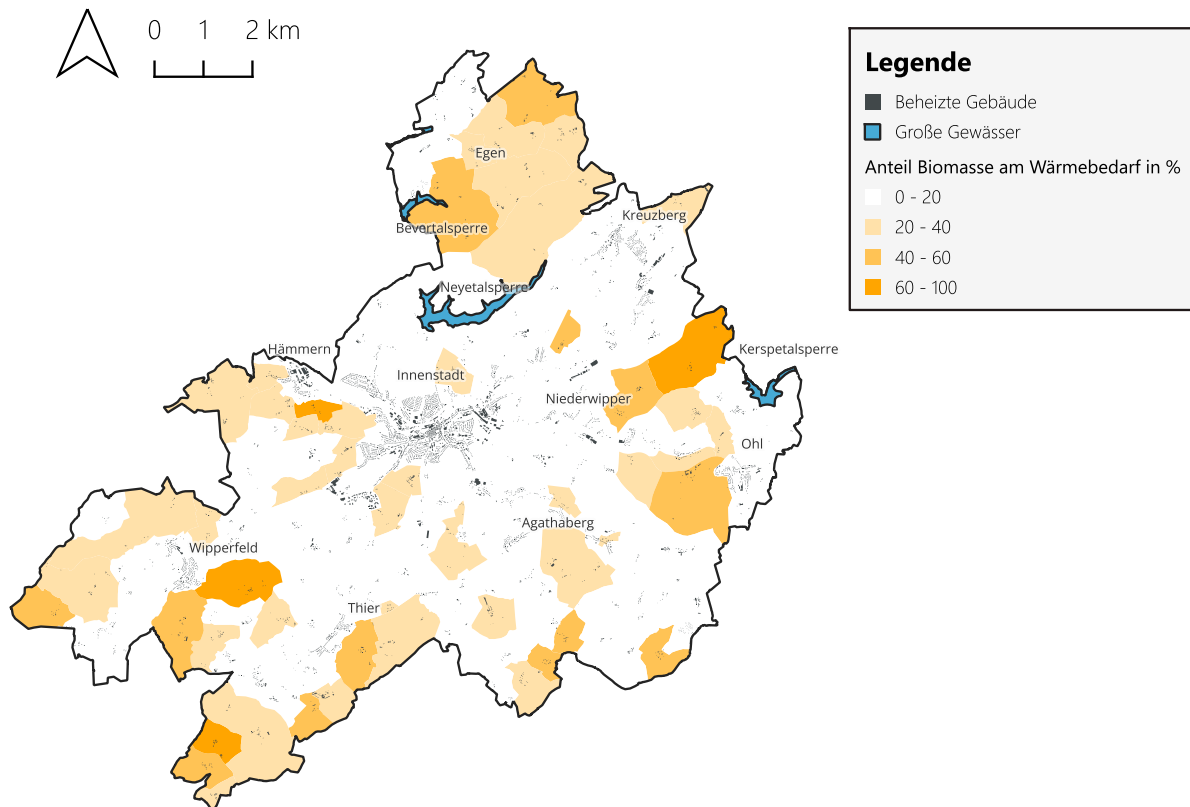 0 1 2 km
Legende
Beheizte Gebäude
Große Gewässer
Anteil Biomasse am Wärmebedarf in %
0 - 20
20 - 40
40 - 60
60 - 100
Egen
Kreuzberg
Bevertalsperre
Neyetalsperre
Hämmern
Kerspetalsperre
Innenstadt
Niederwipper
Ohl
Agathaberg
Wipperfeld
Thier